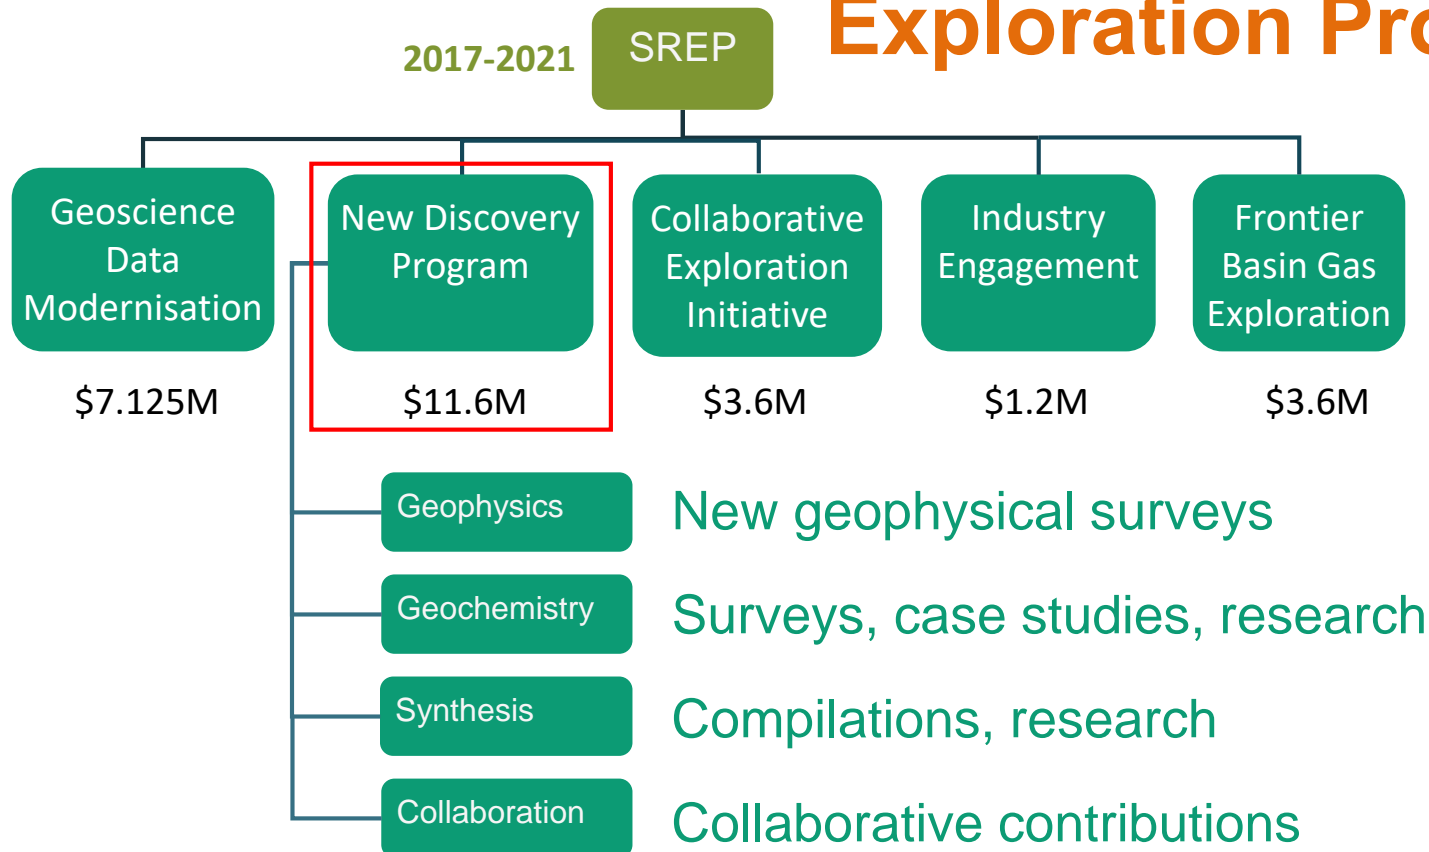 Exploration Pro
2017-2021
SREP
Geoscience
Data
Modernisation
New Discovery
Program
Collaborative
Exploration
Initiative
Industry
Engagement
Frontier
Basin Gas
Exploration
$7.125M
$11.6M
$3.6M
$1.2M
$3.6M
Geophysics
New geophysical surveys
Geochemistry
Surveys, case studies, research
Synthesis
Compilations, research
Collaboration
Collaborative contributions